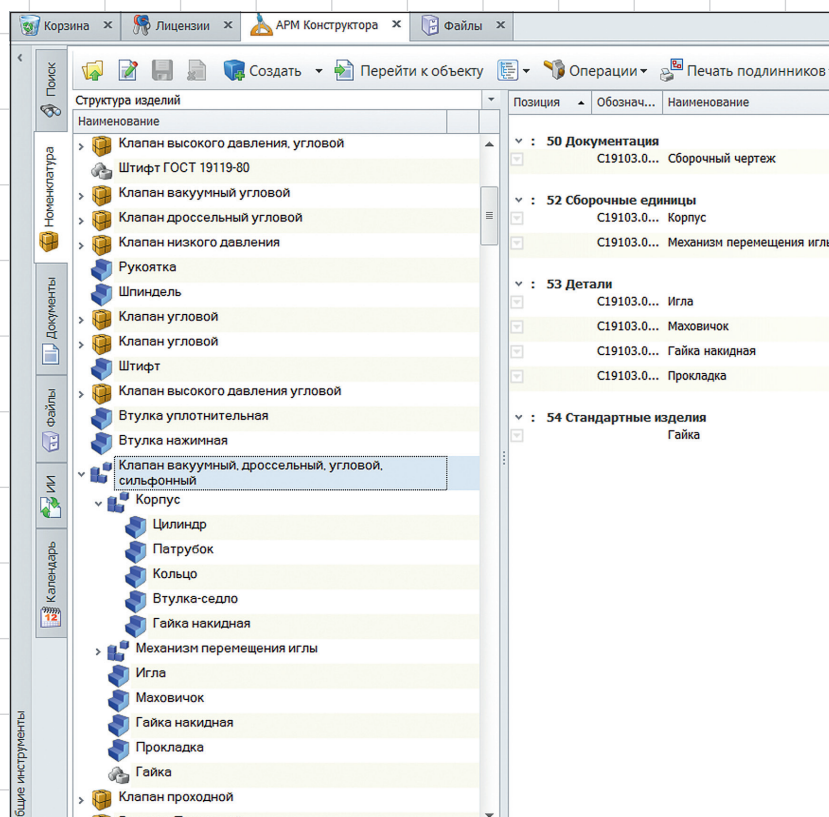 Корзина
Лицензии
АРМ Конструктора
Файлы
Создать
Перейти к объекту
Операции
Печать подлинников
Поиск
Номенклатура
Документы
Файлы
ИИ
Календарь
12
инструменты
Структура изделий
Наименование
Клапан высокого давления, угловой
Штифт ГОСТ 19119-80
Клапан вакуумный угловой
Клапан дроссельный угловой
Клапан низкого давления
Рукоятка
Шпиндель
Клапан угловой
Клапан угловой
Штифт
Клапан высокого давления угловой
Втулка уплотнительная
Втулка нажимная
Клапан вакуумный, дроссельный, угловой,
сильфонный
Корпус
Цилиндр
Патрубок
Кольцо
Втулка-седло
Гайка накидная
Механизм перемещения иглы
Игла
Маховичок
Гайка накидная
Прокладка
Гайка
Клапан проходной
Позиция Обознач... Наименование
: 50 Документация
С19103.0... Сборочный чертеж
: 52 Сборочные единицы
С19103.0... Корпус
С19103.0... Механизм перемещения иглы
: 53 Детали
С19103.0... Игла
С19103.0... Маховичок
С19103.0... Гайка накидная
С19103.0... Прокладка
: 54 Стандартные изделия
Гайка